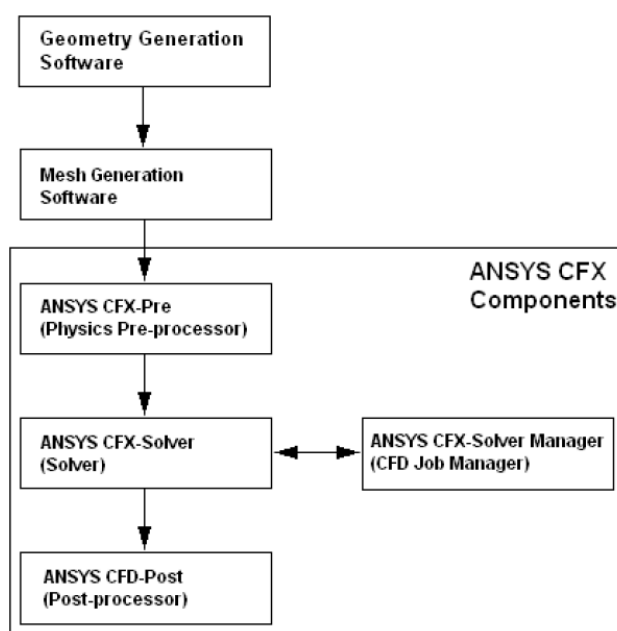 Geometry Generation
Software
Mesh Generation
Software
ANSYS CFX
Components
ANSYS CFX-Pre
(Physics Pre-processor)
ANSYS CFX-Solver
(Solver)
ANSYS CFX-Solver Manager
(CFD Job Manager)
ANSYS CFD-Post
(Post-processor)